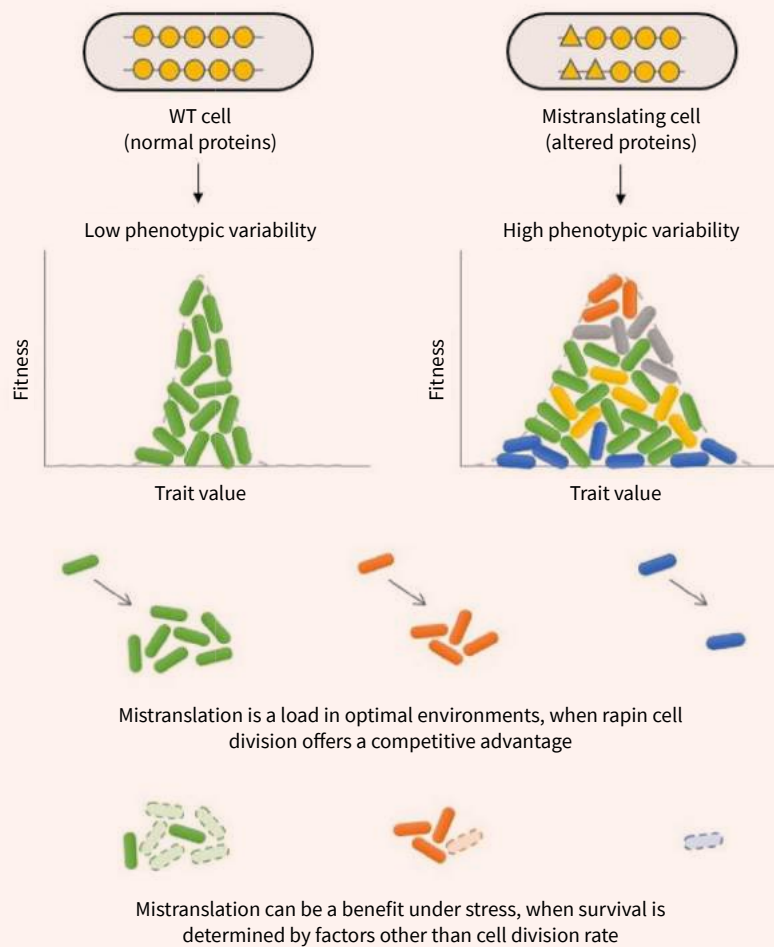 WT cell
(normal proteins)
Mistranslating cell
(altered proteins)
Low phenotypic variability
High phenotypic variability
Fitness
Fitness
Trait value
Trait value
Mistranslation is a load in optimal environments, when rapin cell
division offers a competitive advantage
Mistranslation can be a benefit under stress, when survival is
determined by factors other than cell division rate